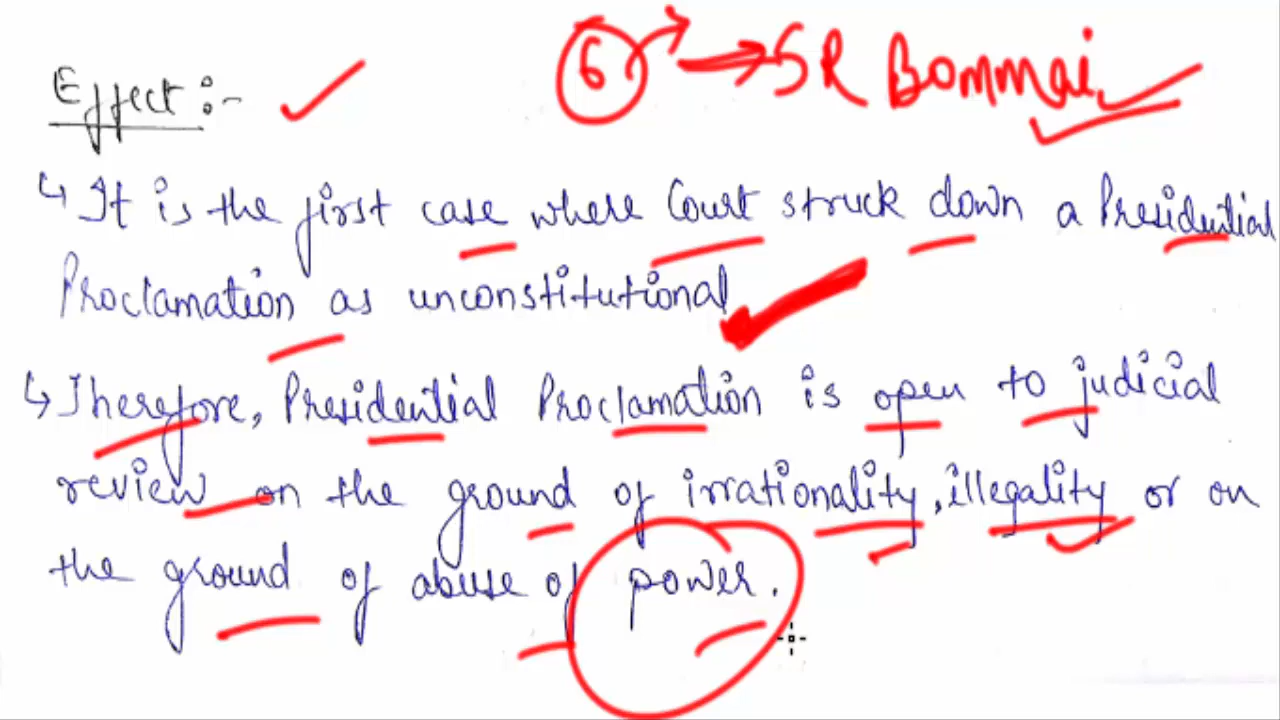 6 → SR Bommai
Effect :-
↳ It is the first case where Court struck down a Presidential
Proclamation as unconstitutional
↳ Therefore, Presidential Proclamation is open to judicial
review on the ground of irrationality, illegality or on
the ground of abuse of power.